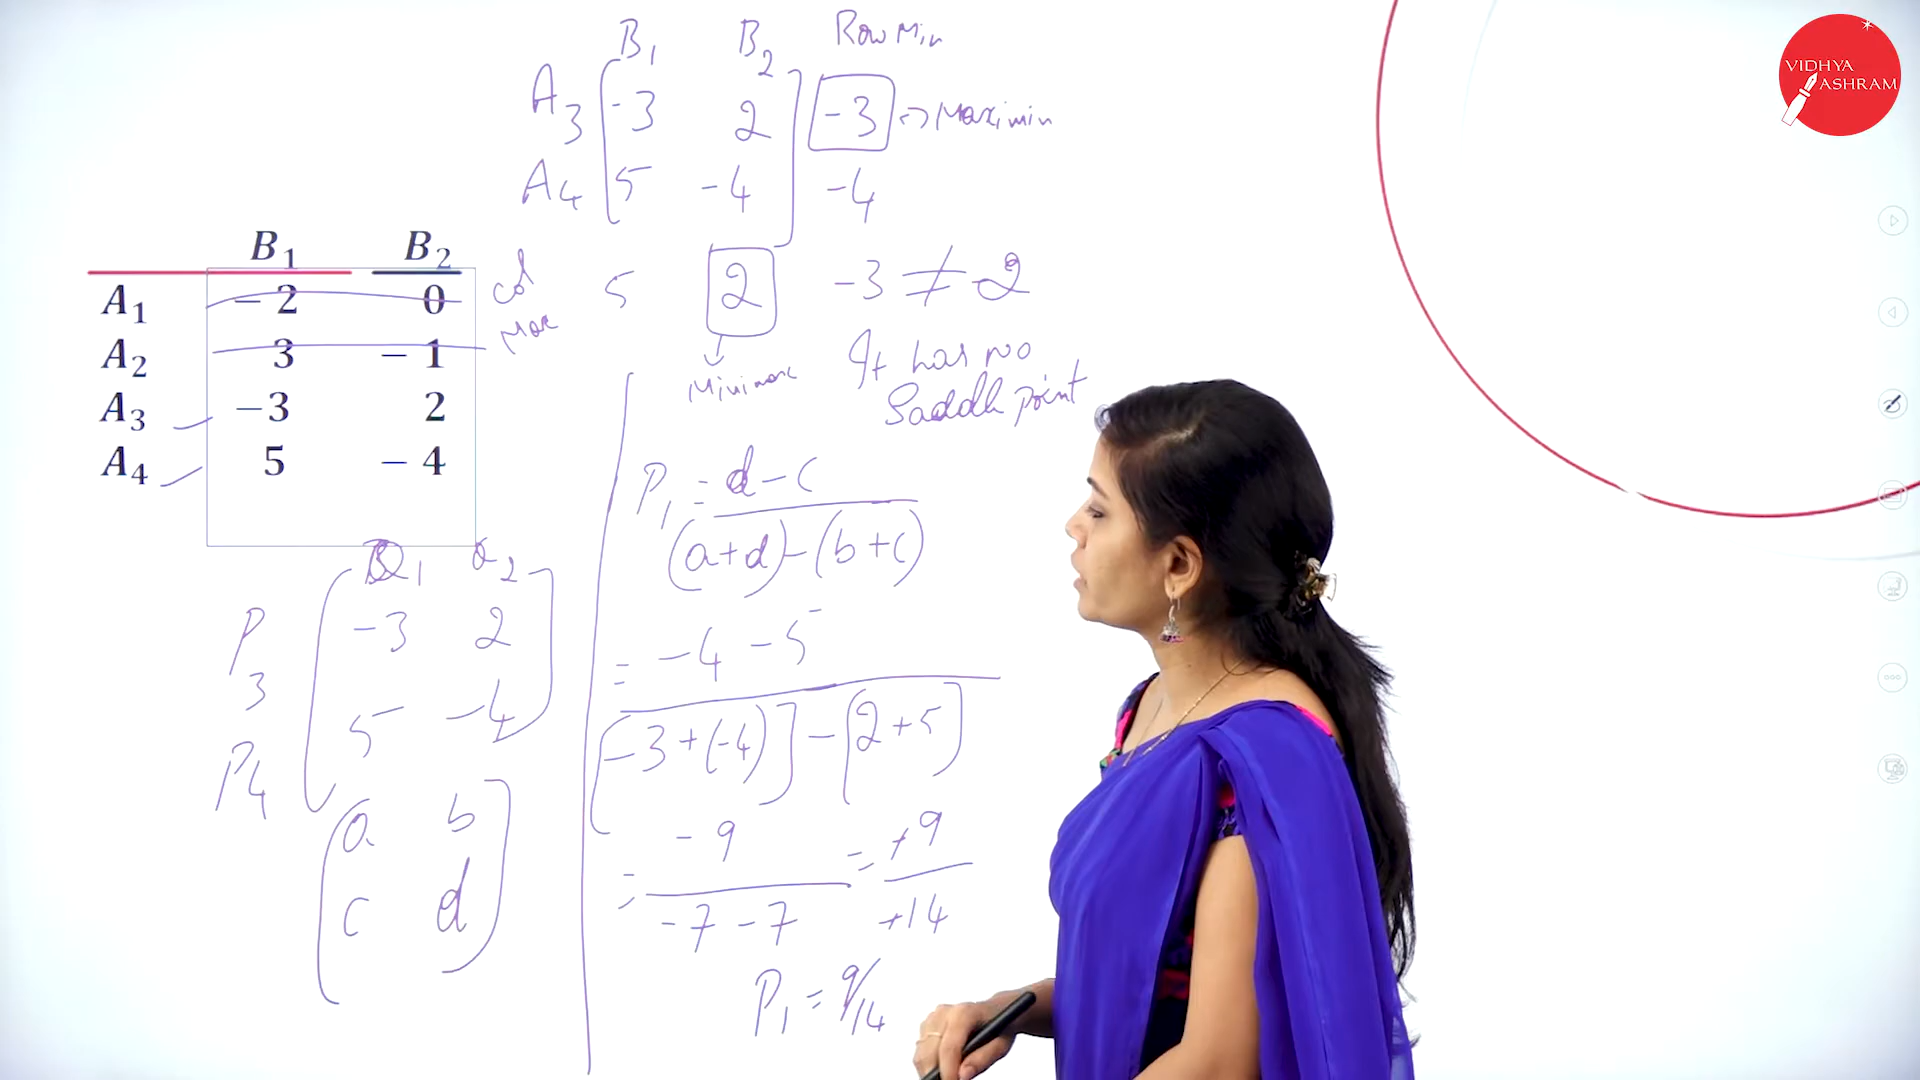 VIDHYA
ASHRAM
B1 B2 Row Min
A3 -3 2 -3 → Maximin
A4 5 -4 -4
Col Max 5 2 -3 ≠ 2
Minimax
It has no
Saddle point
B1 B2
A1 - 2 0
A2 3 - 1
A3 -3 2
A4 5 - 4
Q1 Q2
P3 -3 2
P4 5 -4
a b
c d
P1 = d - c
(a+d) - (b+c)
= -4 -5
[-3+(-4)] - [2+5]
= -9 = +9
-7 -7 +14
P1 = 9/14